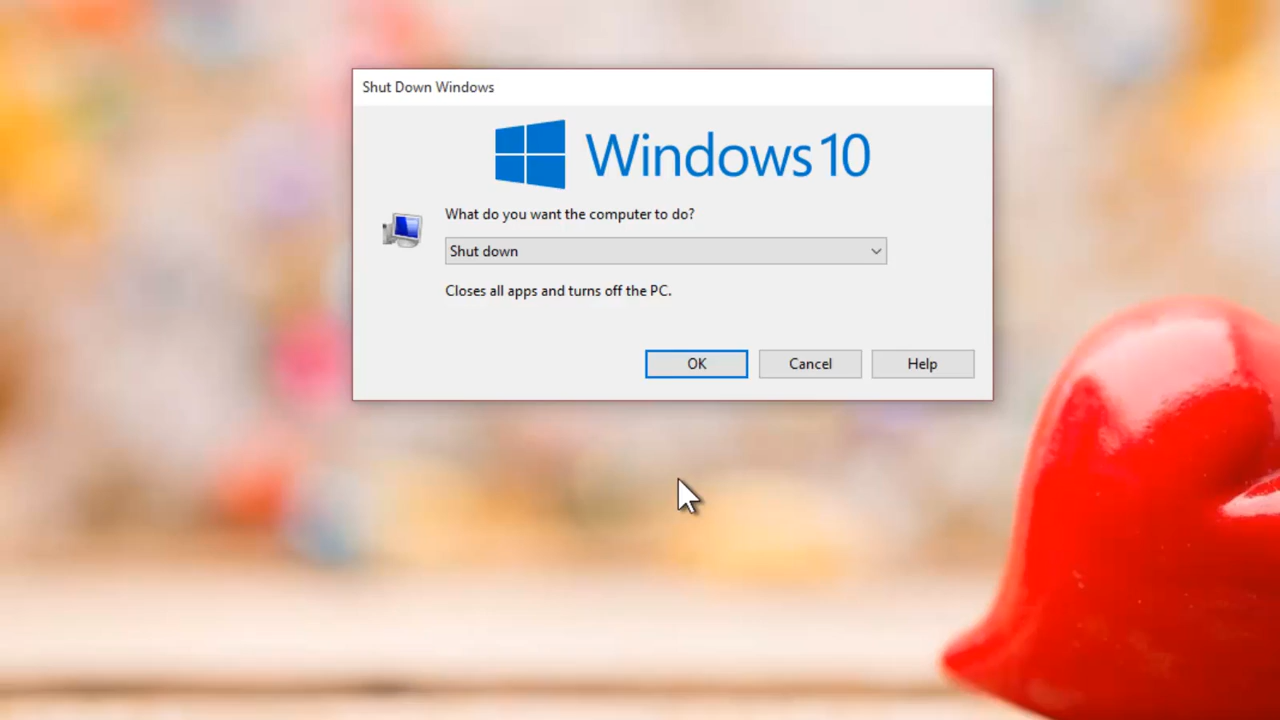 Shut Down Windows
Windows 10
What do you want the computer to do?
Shut down
Closes all apps and turns off the PC.
OK
Cancel
Help